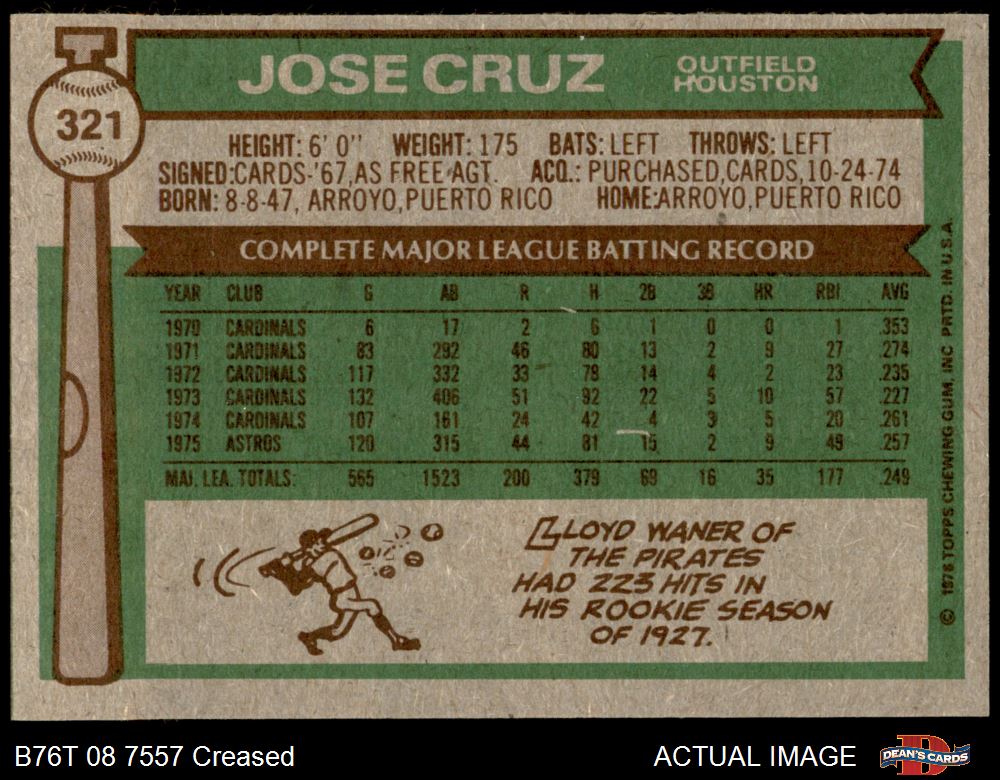 321
JOSE CRUZ
OUTFIELD
HOUSTON
HEIGHT: 6' 0" WEIGHT: 175 BATS: LEFT THROWS: LEFT
SIGNED:CARDS-'67,AS FREE AGT. ACQ.: PURCHASED,CARDS,10-24-74
BORN: 8-8-47, ARROYO,PUERTO RICO HOME:ARROYO,PUERTO RICO
COMPLETE MAJOR LEAGUE BATTING RECORD
YEAR CLUB G AB R H 2B 3B HR RBI AVG
1970 CARDINALS 6 17 2 6 1 0 0 1 .353
1971 CARDINALS 83 292 46 80 13 2 9 27 .274
1972 CARDINALS 117 332 33 78 14 4 2 23 .235
1973 CARDINALS 132 406 51 92 22 5 10 57 .227
1974 CARDINALS 107 161 24 42 4 3 5 20 .261
1975 ASTROS 120 315 44 81 15 2 9 49 .257
MAJ. LEA. TOTALS: 565 1523 200 379 69 16 35 177 .249
LLOYD WANER OF
THE PIRATES
HAD 223 HITS IN
HIS ROOKIE SEASON
OF 1927.
© 1976 TOPPS CHEWING GUM, INC PRTD. IN U.S.A.
B76T 08 7557 Creased
ACTUAL IMAGE
DEAN'S CARDS